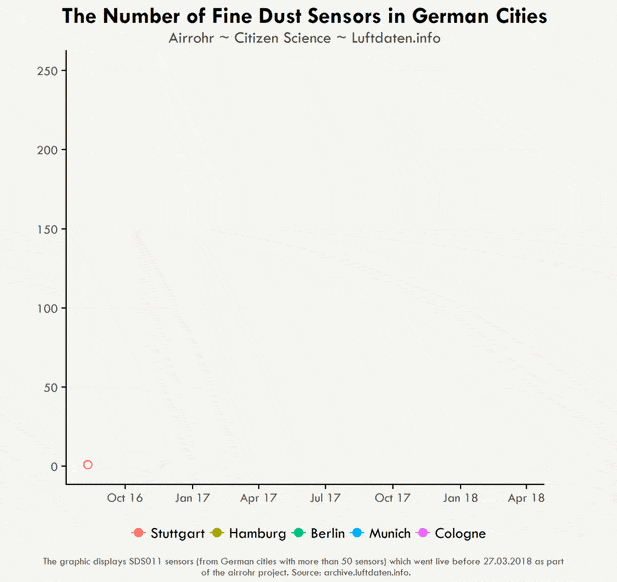 The Number of Fine Dust Sensors in German Cities
Airrohr ~ Citizen Science ~ Luftdaten.info
250
200
150
100
50
0
Oct 16 Jan 17 Apr 17 Jul 17 Oct 17 Jan 18 Apr 18
Stuttgart Hamburg Berlin Munich Cologne
The graphic displays SDS011 sensors (from German cities with more than 50 sensors) which went live before 27.03.2018 as part
of the airrohr project. Source: archive.luftdaten.info.